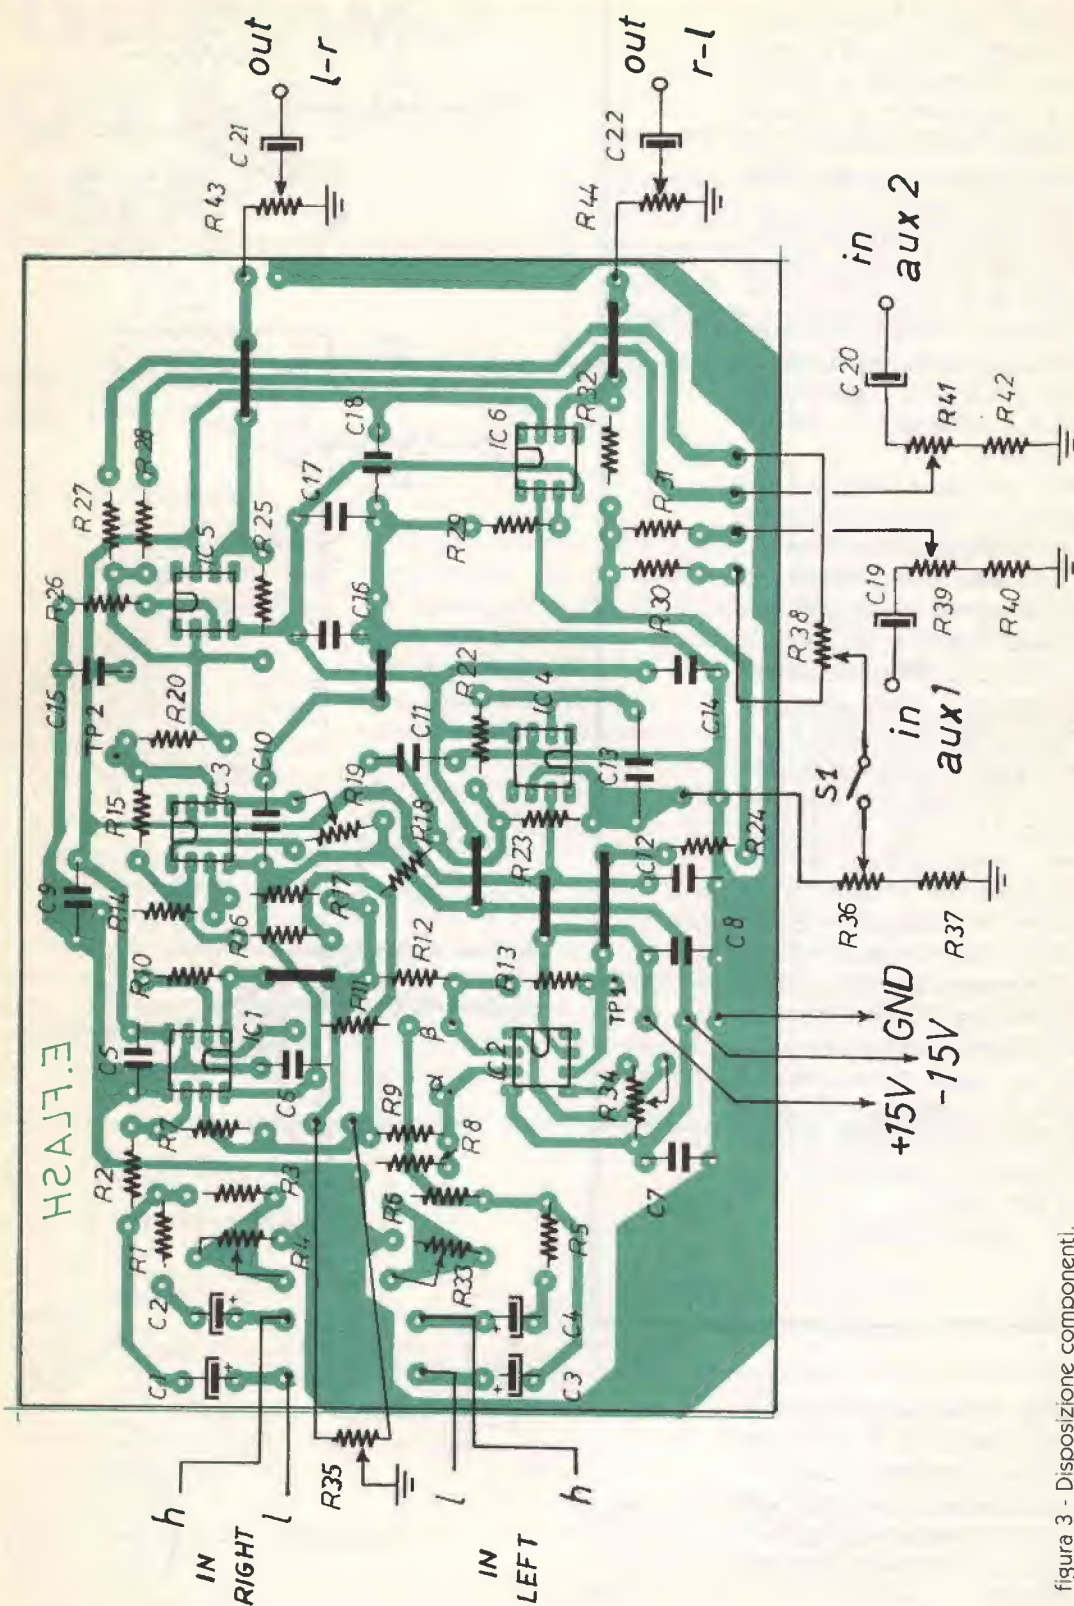 out
l-r
C21
R43
out
r-l
C22
R44
in
aux 2
C20
R41
R42
in
aux1
C19
R39
R40
R38
S1
R36
R37
R27
R28
R26
IC5
R25
C17
C18
IC6
R32
R29
R31
R30
C16
C15
TP2
R20
R15
IC3
C10
R19
C11
R22
IC4
C14
C13
R18
R23
C12
R24
C9
R14
R16
R17
R10
R12
R13
C8
C5
IC1
R11
C6
β
α
IC2
TP1
R34
E.FLASH
R2
R7
R9
R8
C7
R1
R3
R4
R6
R33
R5
C2
C1
C4
C3
+15V
GND
-15V
h
IN
RIGHT
l
R35
l
IN
LEFT
h
figura 3 - Disposizione componenti.